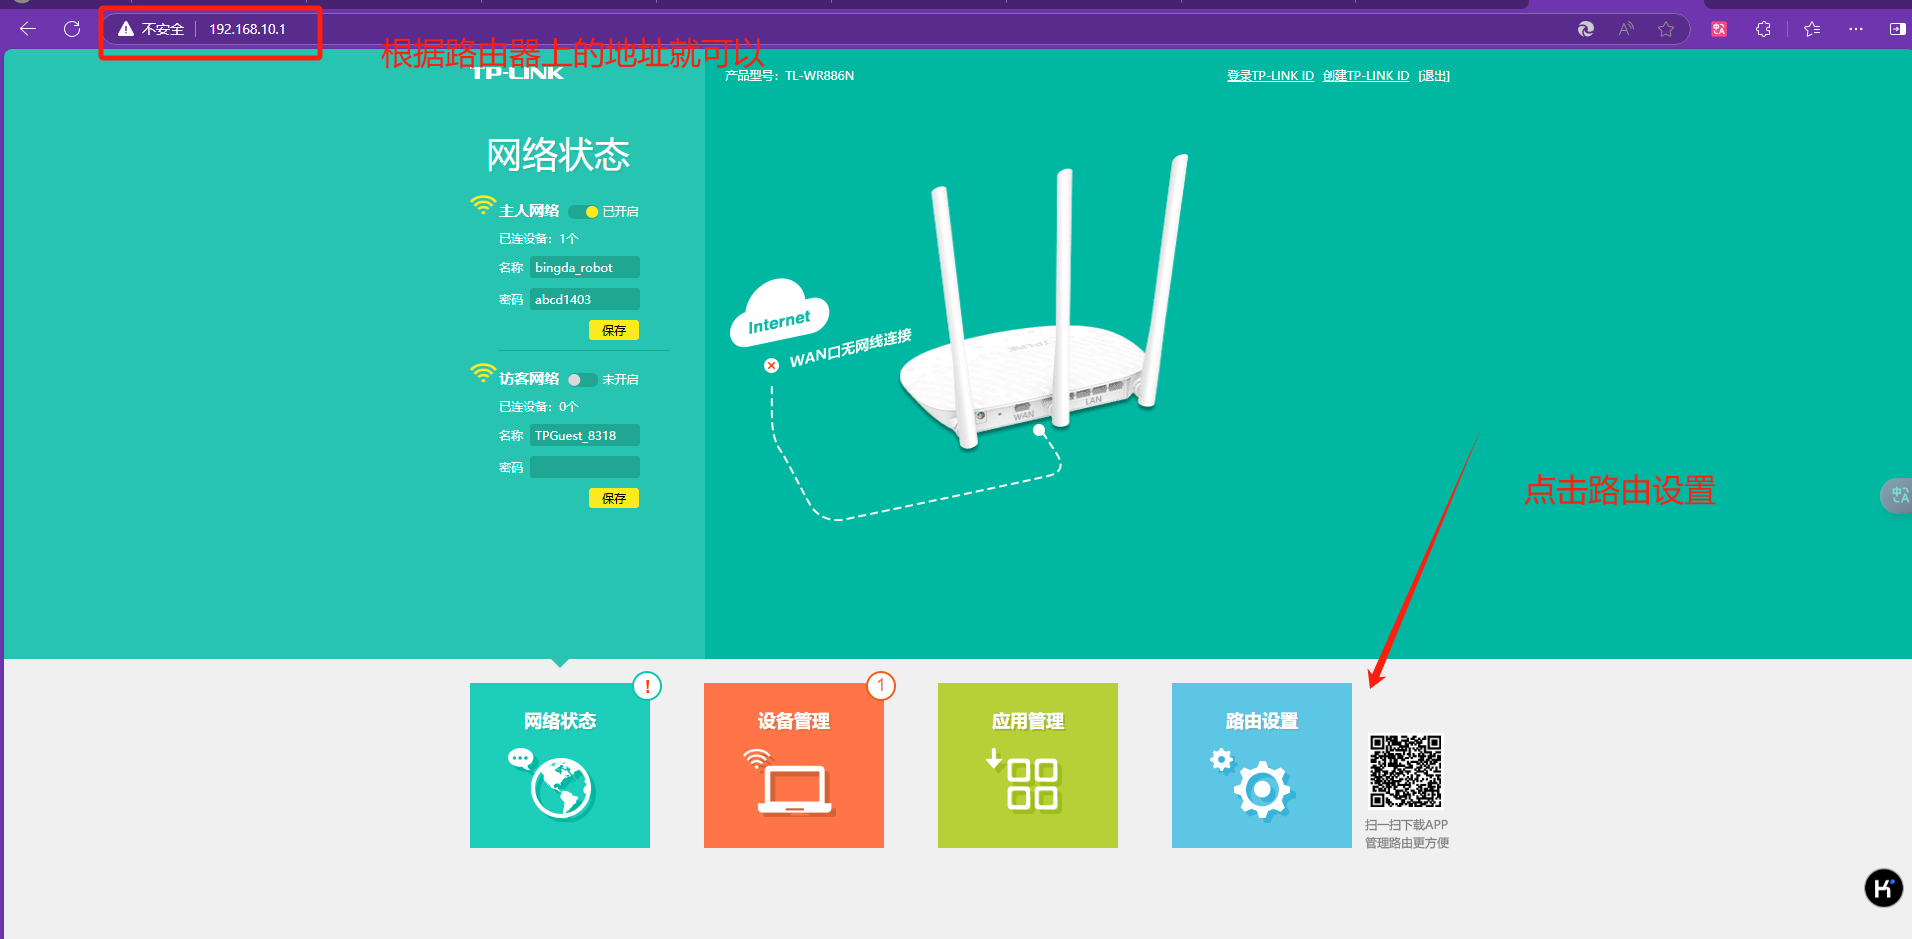 不安全 192.168.10.1
根据路由器上的地址就可以
TP-LINK
产品型号：TL-WR886N
登录TP-LINK ID 创建TP-LINK ID [退出]
网络状态
主人网络 已开启
已连设备：1个
名称 bingda_robot
密码 abcd1403
保存
访客网络 未开启
已连设备：0个
名称 TPGuest_8318
密码
保存
Internet
WAN口无网线连接
WAN
LAN
点击路由设置
网络状态
!
设备管理
1
应用管理
路由设置
扫一扫下载APP
管理路由更方便